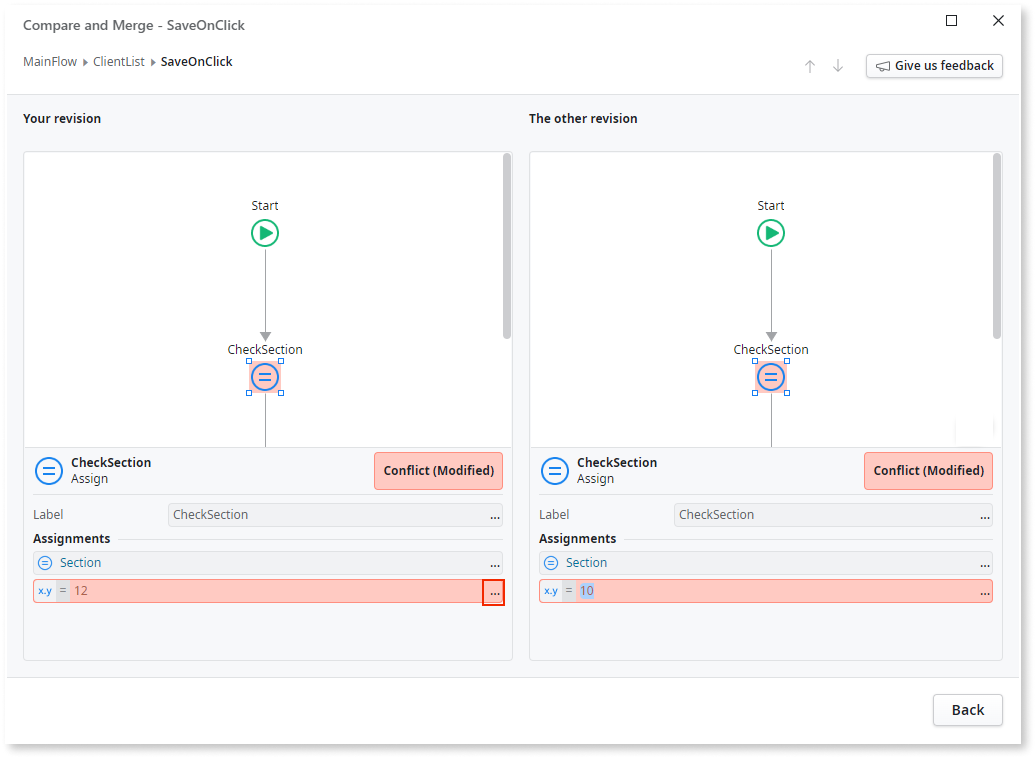 Compare and Merge - SaveOnClick
MainFlow ▸ ClientList ▸ SaveOnClick
Give us feedback
Your revision
Start
CheckSection
CheckSection
Assign
Conflict (Modified)
Label
CheckSection
...
Assignments
Section
...
x.y = 12
...
The other revision
Start
CheckSection
CheckSection
Assign
Conflict (Modified)
Label
CheckSection
...
Assignments
Section
...
x.y = 10
...
Back